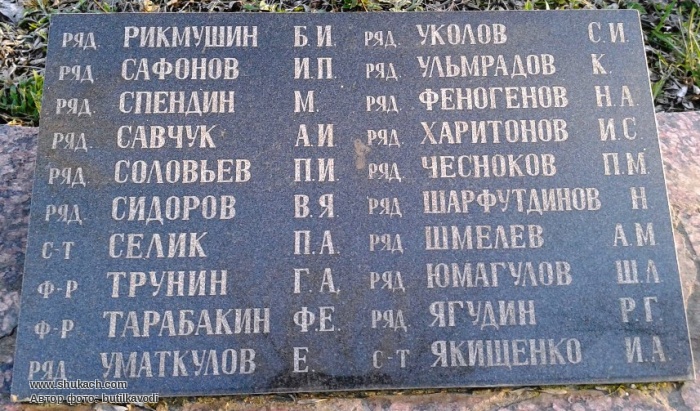 РЯД. РИКМУШИН Б.И.
РЯД. САФОНОВ И.П.
РЯД. СПЕНДИН М.
РЯД. САВЧУК А.И
РЯД. СОЛОВЬЕВ П.И.
РЯД. СИДОРОВ В.Я
С-Т СЕЛИК П.А.
Ф-Р ТРУНИН Г.А.
Ф-Р ТАРАБАКИН Ф.Е.
РЯД. УМАТКУЛОВ Е.
РЯД. УКОЛОВ С.И.
РЯД. УЛЬМРАДОВ К.
РЯД. ФЕНОГЕНОВ Н.А
РЯД. ХАРИТОНОВ И.С
РЯД. ЧЕСНОКОВ П.М.
РЯД. ШАРФУТДИНОВ Н
РЯД ШМЕЛЕВ А.М
РЯД ЮМАГУЛОВ Ш.Л
РЯД. ЯГУДИН Р.Г.
С-Т ЯКИЩЕНКО И.А.
www.shukach.com
Автор фото- butilkavodi